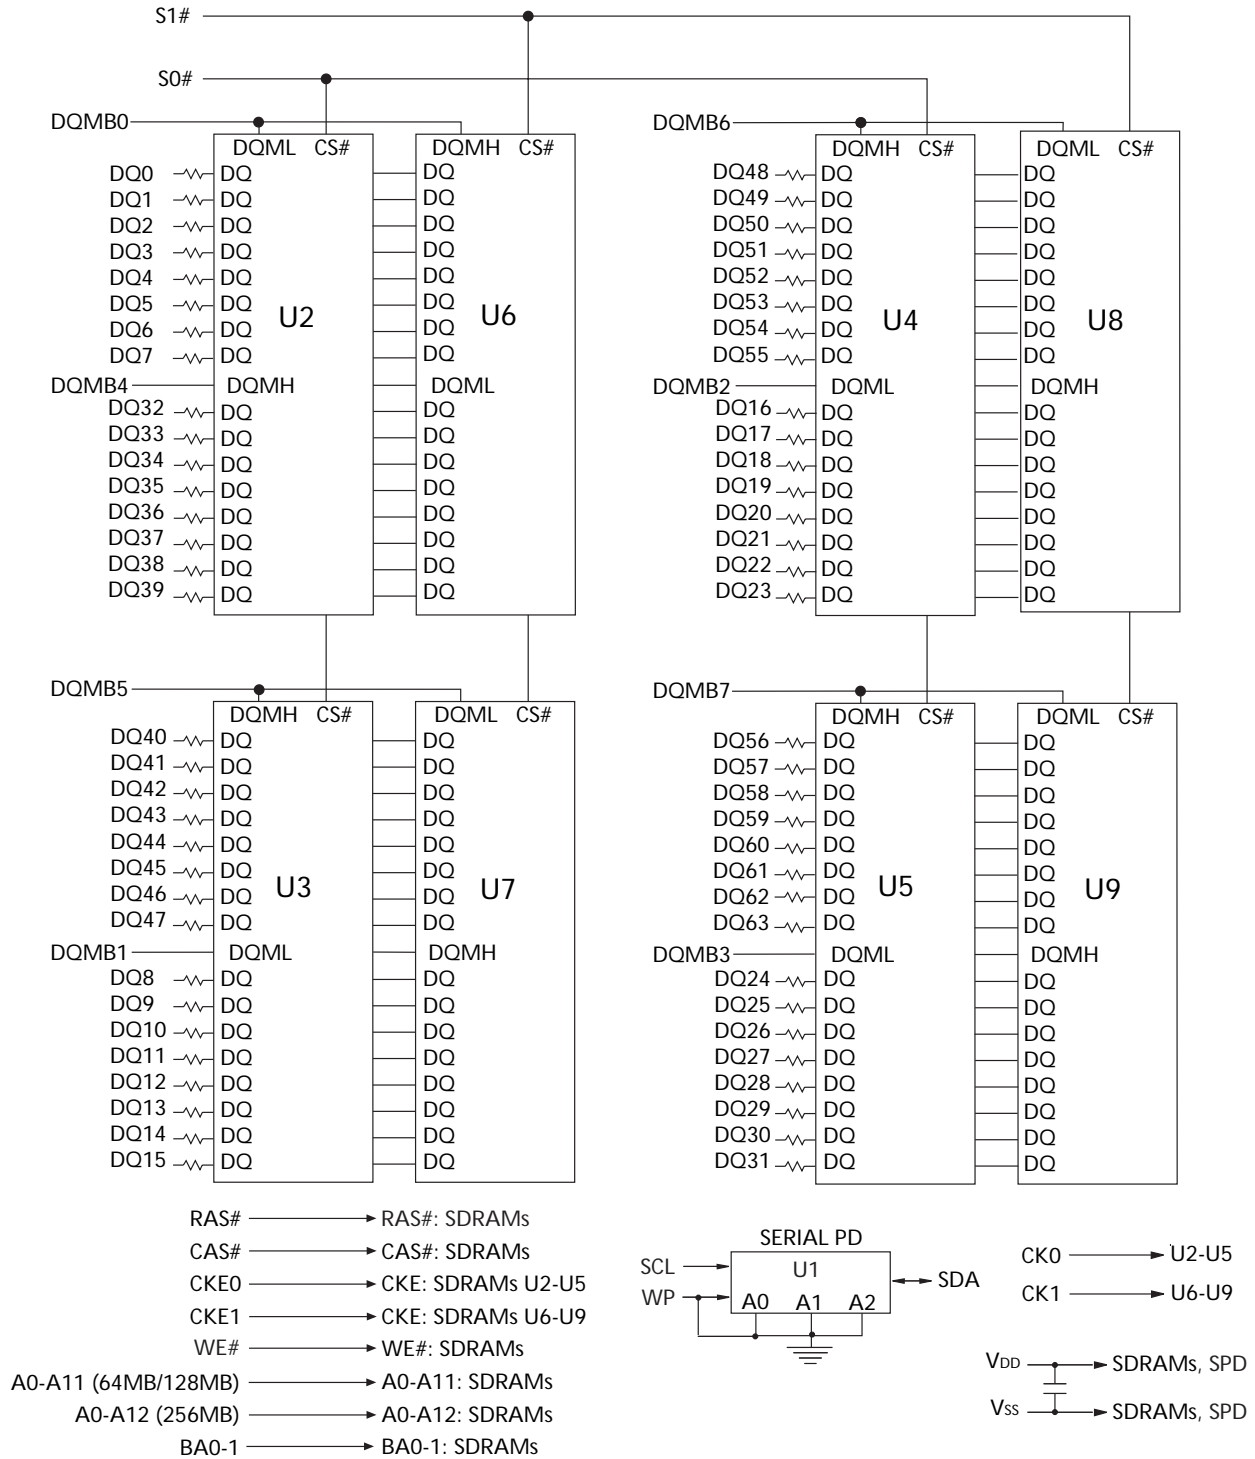 S1#
S0#
DQMB0
DQML CS#
DQMH CS#
DQ0 DQ DQ
DQ1 DQ DQ
DQ2 DQ DQ
DQ3 DQ DQ
DQ4 DQ DQ
DQ5 DQ DQ
DQ6 DQ DQ
DQ7 DQ DQ
U2
U6
DQMB4 DQMH DQML
DQ32 DQ DQ
DQ33 DQ DQ
DQ34 DQ DQ
DQ35 DQ DQ
DQ36 DQ DQ
DQ37 DQ DQ
DQ38 DQ DQ
DQ39 DQ DQ
DQMB6
DQMH CS#
DQML CS#
DQ48 DQ DQ
DQ49 DQ DQ
DQ50 DQ DQ
DQ51 DQ DQ
DQ52 DQ DQ
DQ53 DQ DQ
DQ54 DQ DQ
DQ55 DQ DQ
U4
U8
DQMB2 DQML DQMH
DQ16 DQ DQ
DQ17 DQ DQ
DQ18 DQ DQ
DQ19 DQ DQ
DQ20 DQ DQ
DQ21 DQ DQ
DQ22 DQ DQ
DQ23 DQ DQ
DQMB5
DQMH CS#
DQML CS#
DQ40 DQ DQ
DQ41 DQ DQ
DQ42 DQ DQ
DQ43 DQ DQ
DQ44 DQ DQ
DQ45 DQ DQ
DQ46 DQ DQ
DQ47 DQ DQ
U3
U7
DQMB1 DQML DQMH
DQ8 DQ DQ
DQ9 DQ DQ
DQ10 DQ DQ
DQ11 DQ DQ
DQ12 DQ DQ
DQ13 DQ DQ
DQ14 DQ DQ
DQ15 DQ DQ
DQMB7
DQMH CS#
DQML CS#
DQ56 DQ DQ
DQ57 DQ DQ
DQ58 DQ DQ
DQ59 DQ DQ
DQ60 DQ DQ
DQ61 DQ DQ
DQ62 DQ DQ
DQ63 DQ DQ
U5
U9
DQMB3 DQML DQMH
DQ24 DQ DQ
DQ25 DQ DQ
DQ26 DQ DQ
DQ27 DQ DQ
DQ28 DQ DQ
DQ29 DQ DQ
DQ30 DQ DQ
DQ31 DQ DQ
RAS# RAS#: SDRAMs
CAS# CAS#: SDRAMs
CKE0 CKE: SDRAMs U2-U5
CKE1 CKE: SDRAMs U6-U9
WE# WE#: SDRAMs
A0-A11 (64MB/128MB) A0-A11: SDRAMs
A0-A12 (256MB) A0-A12: SDRAMs
BA0-1 BA0-1: SDRAMs
SERIAL PD
SCL U1 SDA
WP A0 A1 A2
CK0 U2-U5
CK1 U6-U9
VDD SDRAMs, SPD
VSS SDRAMs, SPD